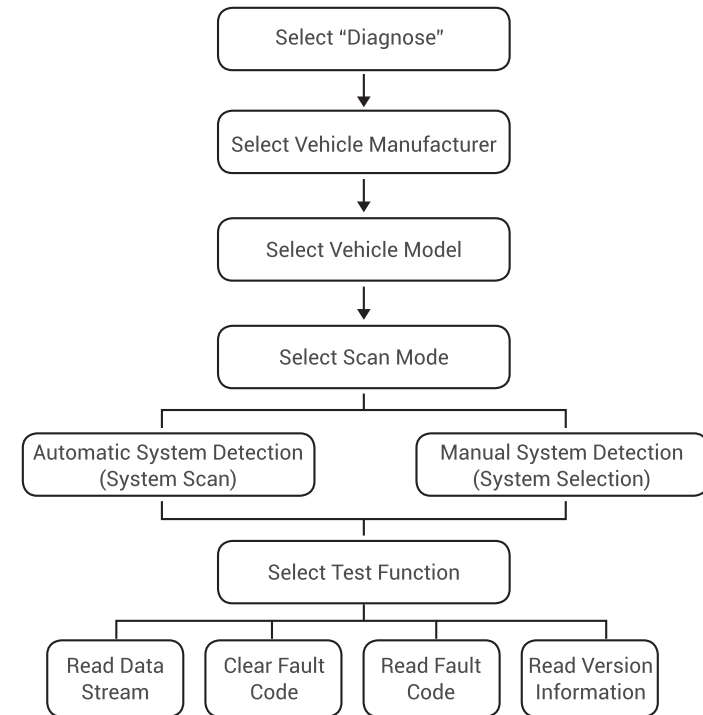 Select “Diagnose”
Select Vehicle Manufacturer
Select Vehicle Model
Select Scan Mode
Automatic System Detection
(System Scan)
Manual System Detection
(System Selection)
Select Test Function
Read Data
Stream
Clear Fault
Code
Read Fault
Code
Read Version
Information